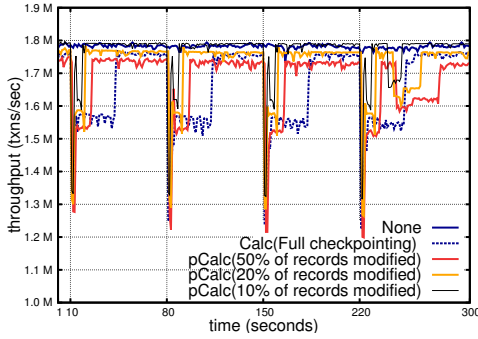 1.9 M
1.8 M
1.7 M
1.6 M
1.5 M
1.4 M
1.3 M
1.2 M
1.1 M
1.0 M
throughput (txns/sec)
None
Calc(Full checkpointing)
pCalc(50% of records modified)
pCalc(20% of records modified)
pCalc(10% of records modified)
1 10 80 150 220 300
time (seconds)